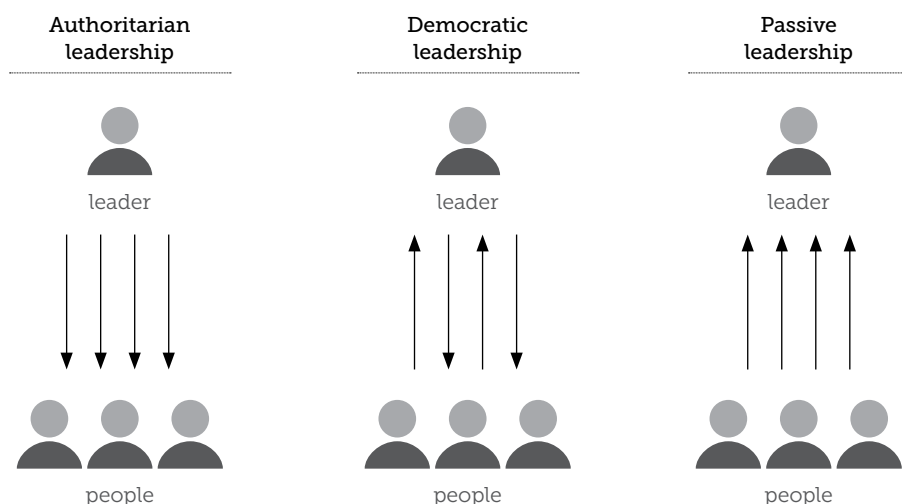 Authoritarian
leadership
Democratic
leadership
Passive
leadership
leader
leader
leader
people
people
people